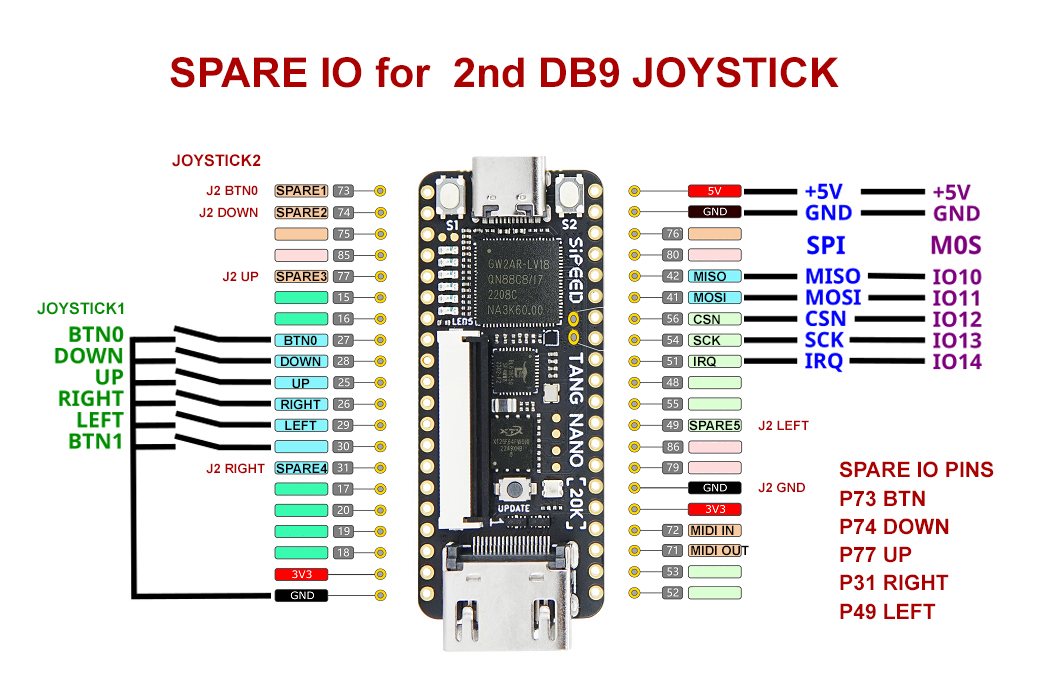 SPARE IO for 2nd DB9 JOYSTICK
JOYSTICK2
J2 BTN0 SPARE1 73
J2 DOWN SPARE2 74
75
85
J2 UP SPARE3 77
15
16
JOYSTICK1
BTN0 BTN0 27
DOWN DOWN 28
UP UP 25
RIGHT RIGHT 26
LEFT LEFT 29
BTN1 30
J2 RIGHT SPARE4 31
17
20
19
18
3V3
GND
S1 S2
GW2AR-LV18
QN88C8/I7
2208C
NA3K60.00
LEDS
SiPEED
TANG NANO
20K
UPDATE
1
5V +5V +5V
GND GND GND
76 SPI M0S
80
42 MISO MISO IO10
41 MOSI MOSI IO11
56 CSN CSN IO12
54 SCK SCK IO13
51 IRQ IRQ IO14
48
55
49 SPARE5 J2 LEFT
86
79
GND J2 GND
3V3
72 MIDI IN
71 MIDI OUT
53
52
SPARE IO PINS
P73 BTN
P74 DOWN
P77 UP
P31 RIGHT
P49 LEFT